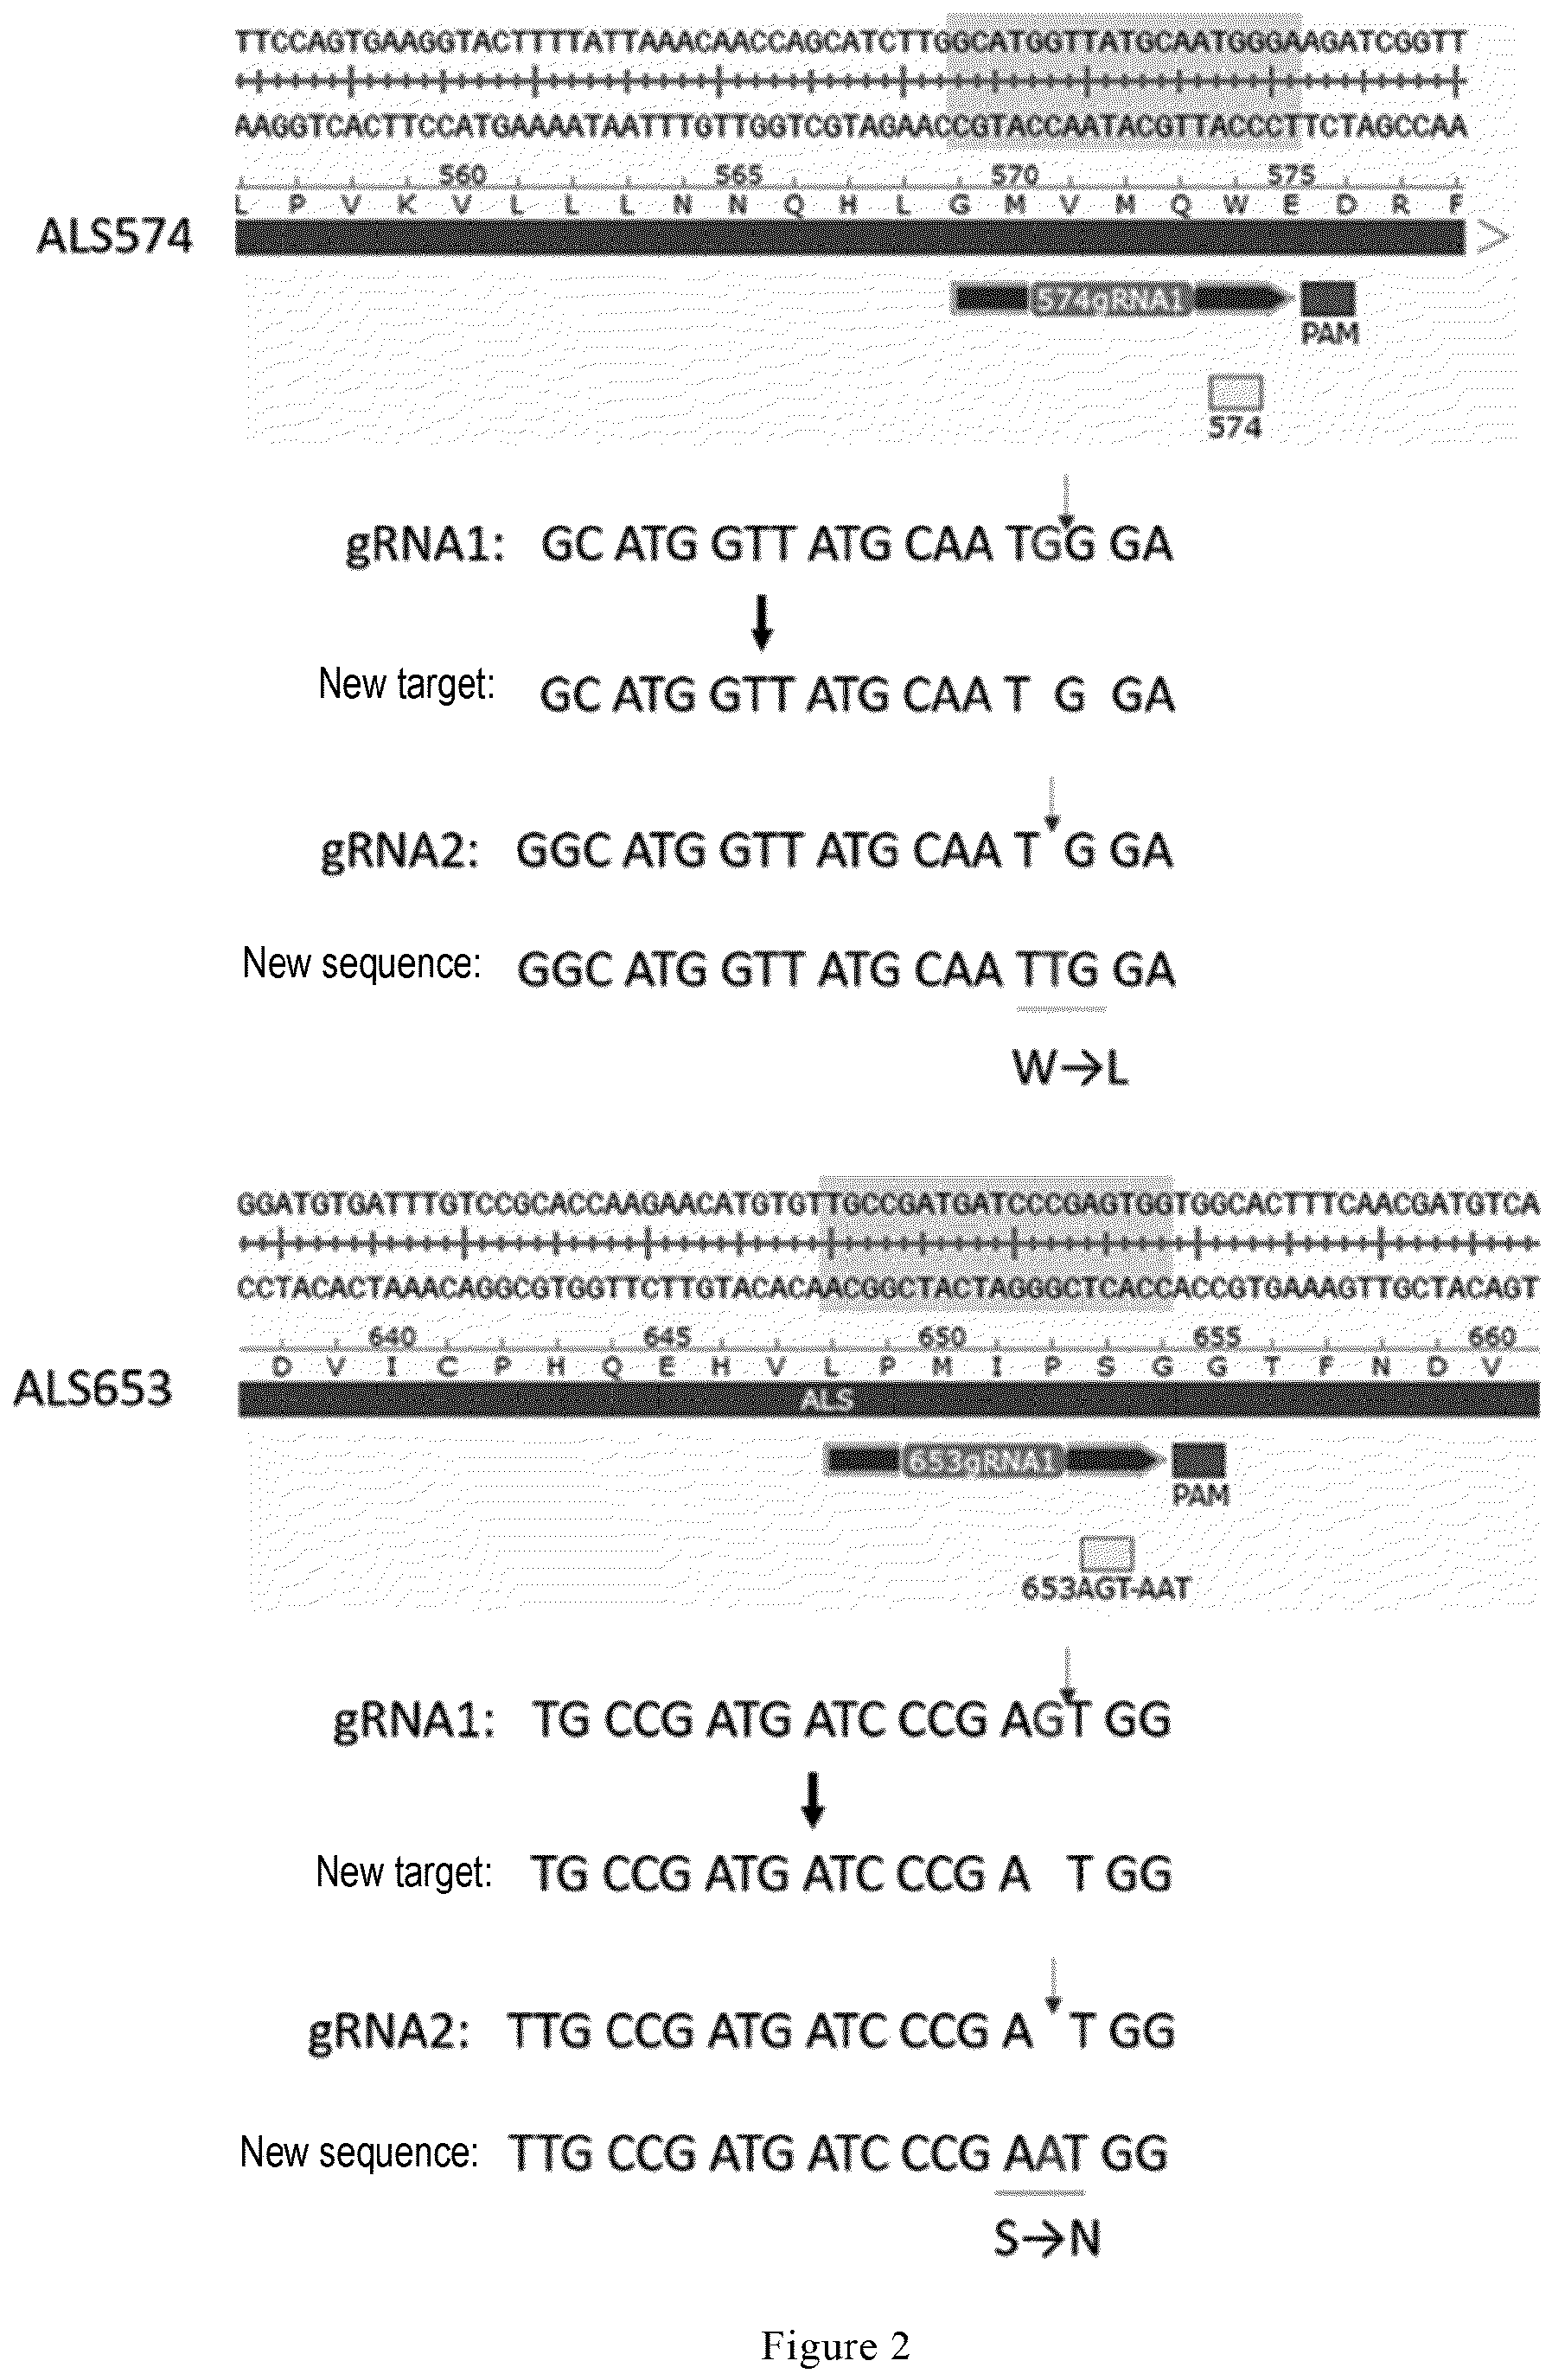 TTCCAGTGAAGGTACTTTTATTAAACAACCAGCATCTTGGCATGGTTATGCAATGGGAAGATCGGTT
AAGGTCACTTCCATGAAAATAATTTGTTGGTCGTAGAACCGTACCAATACGTTACCCTTCTAGCCAA
560 565 570 575
L P V K V L L L N N Q H L G M V M Q W E D R F
ALS574
574gRNA1
PAM
574
gRNA1: GC ATG GTT ATG CAA TGG GA
New target: GC ATG GTT ATG CAA T G GA
gRNA2: GGC ATG GTT ATG CAA T G GA
New sequence: GGC ATG GTT ATG CAA TTG GA
W→L
GGATGTGATTTGTCCGCACCAAGAACATGTGTTGCCGATGATCCCGAGTGGTGGCACTTTCAACGATGTCA
CCTACACTAAACAGGCGTGGTTCTTGTACACAACGGCTACTAGGGCTCACCACCGTGAAAGTTGCTACAGT
640 645 650 655 660
D V I C P H Q E H V L P M I P S G G T F N D V
ALS653
ALS
653gRNA1
PAM
653AGT-AAT
gRNA1: TG CCG ATG ATC CCG AGT GG
New target: TG CCG ATG ATC CCG A T GG
gRNA2: TTG CCG ATG ATC CCG A T GG
New sequence: TTG CCG ATG ATC CCG AAT GG
S→N
Figure 2